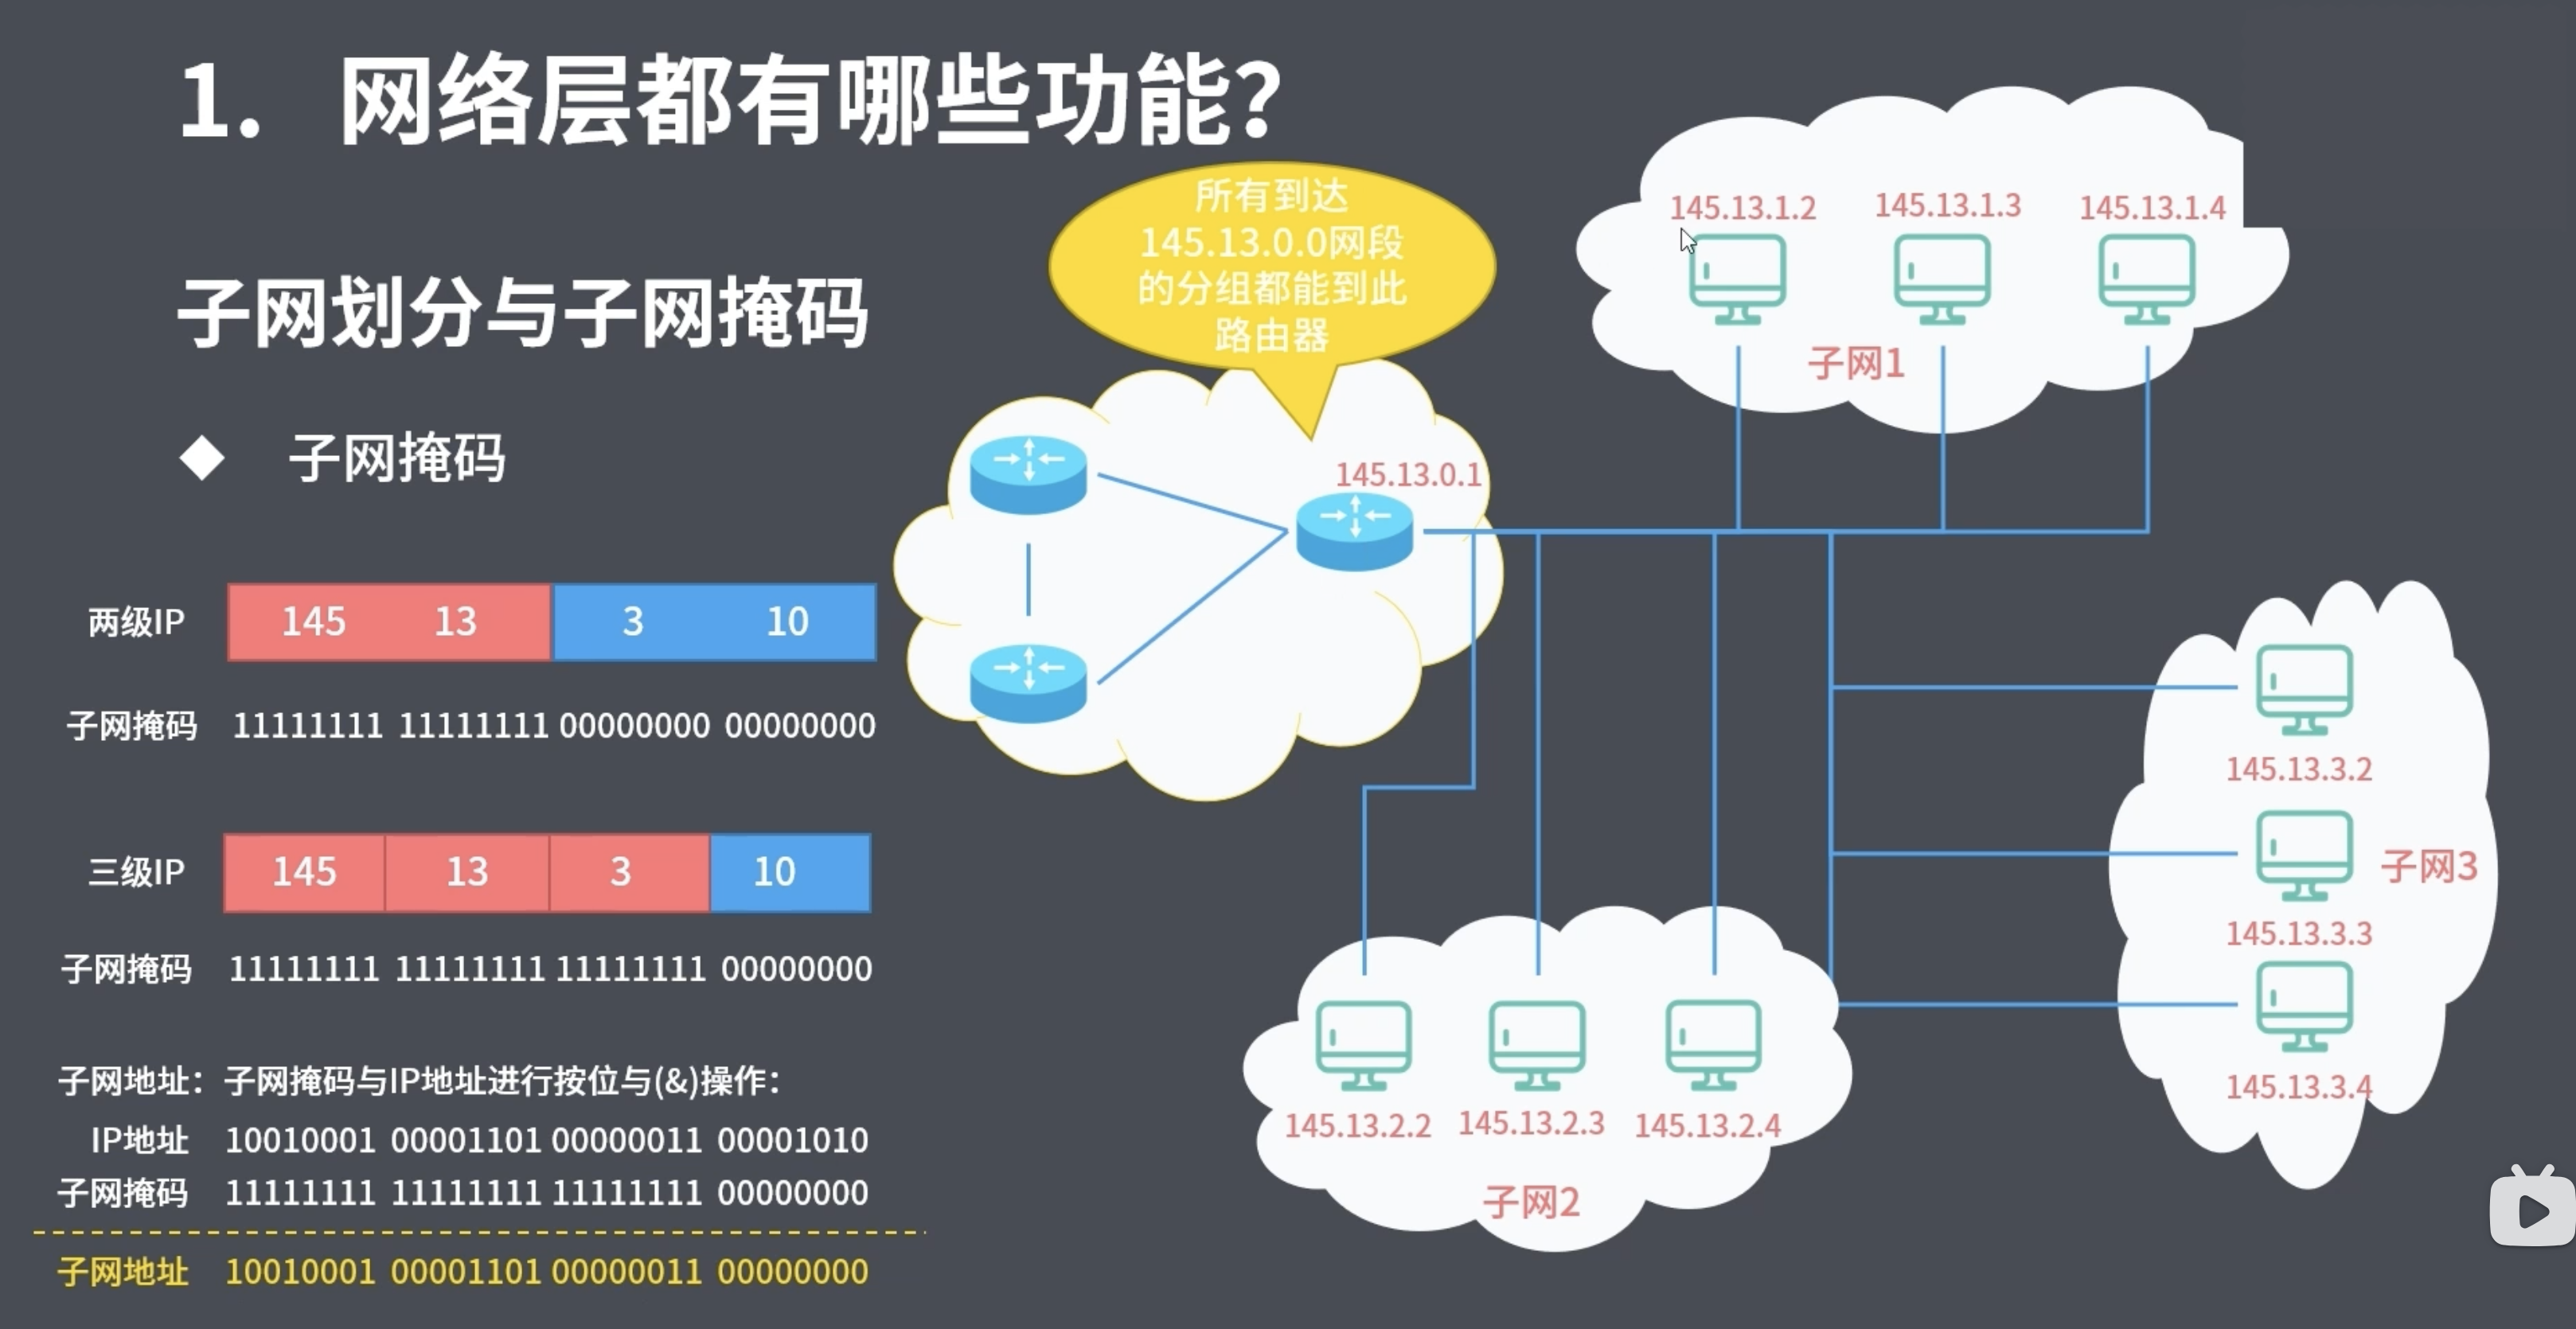 1. 网络层都有哪些功能?
子网划分与子网掩码
◆ 子网掩码
两级IP 145 13 3 10
子网掩码 11111111 11111111 00000000 00000000
三级IP 145 13 3 10
子网掩码 11111111 11111111 11111111 00000000
子网地址：子网掩码与IP地址进行按位与(&)操作：
IP地址 10010001 00001101 00000011 00001010
子网掩码 11111111 11111111 11111111 00000000
子网地址 10010001 00001101 00000011 00000000
所有到达
145.13.0.0网段
的分组都能到此
路由器
145.13.0.1
145.13.1.2 145.13.1.3 145.13.1.4
子网1
145.13.3.2
145.13.3.3
子网3
145.13.3.4
145.13.2.2 145.13.2.3 145.13.2.4
子网2